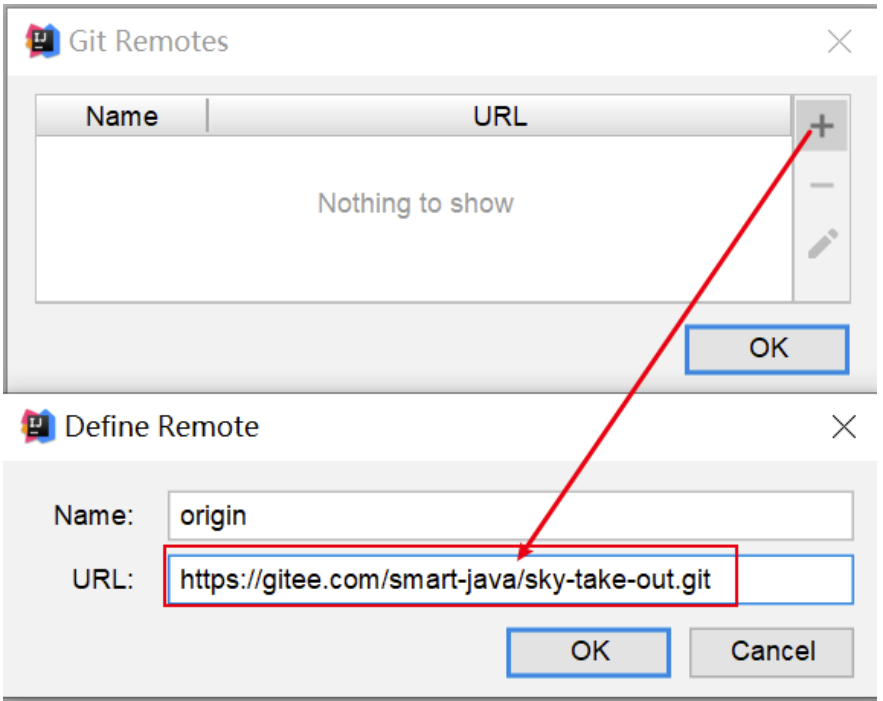 Git Remotes
Name URL
Nothing to show
OK
Define Remote
Name: origin
URL: https://gitee.com/smart-java/sky-take-out.git
OK Cancel